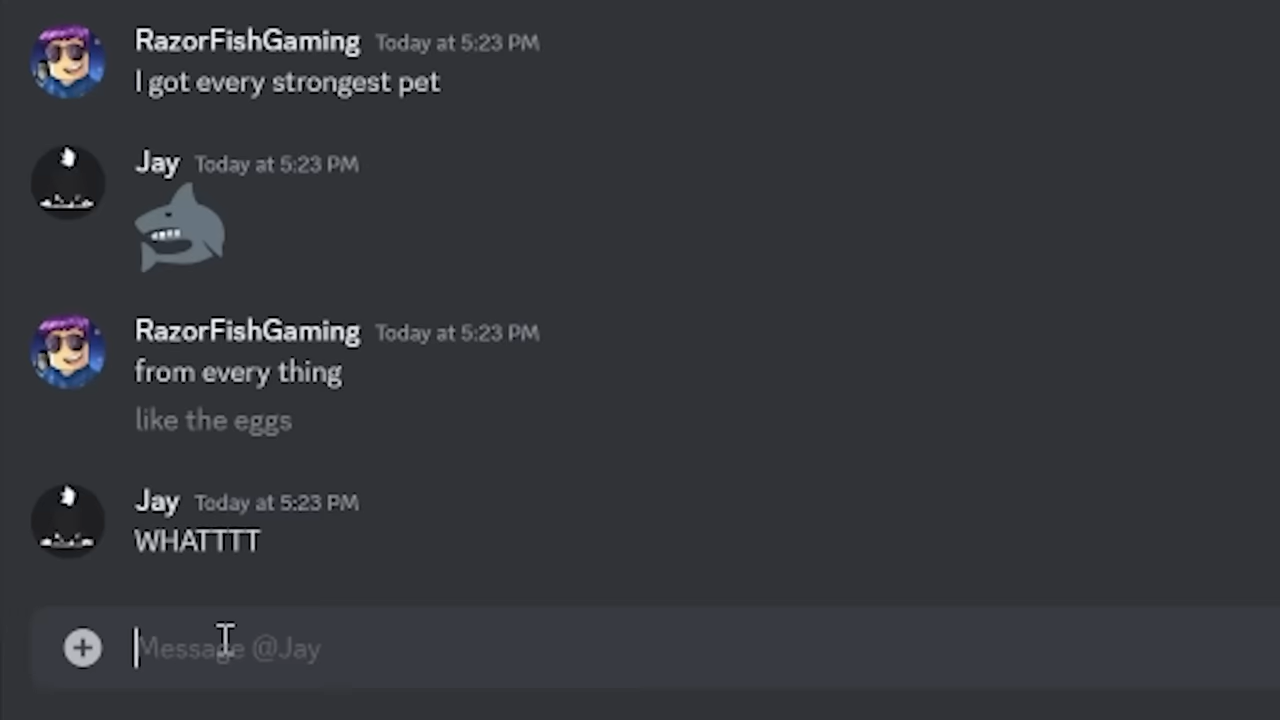 RazorFishGaming Today at 5:23 PM
I got every strongest pet
Jay Today at 5:23 PM
RazorFishGaming Today at 5:23 PM
from every thing
like the eggs
Jay Today at 5:23 PM
WHATTTT
Message @Jay